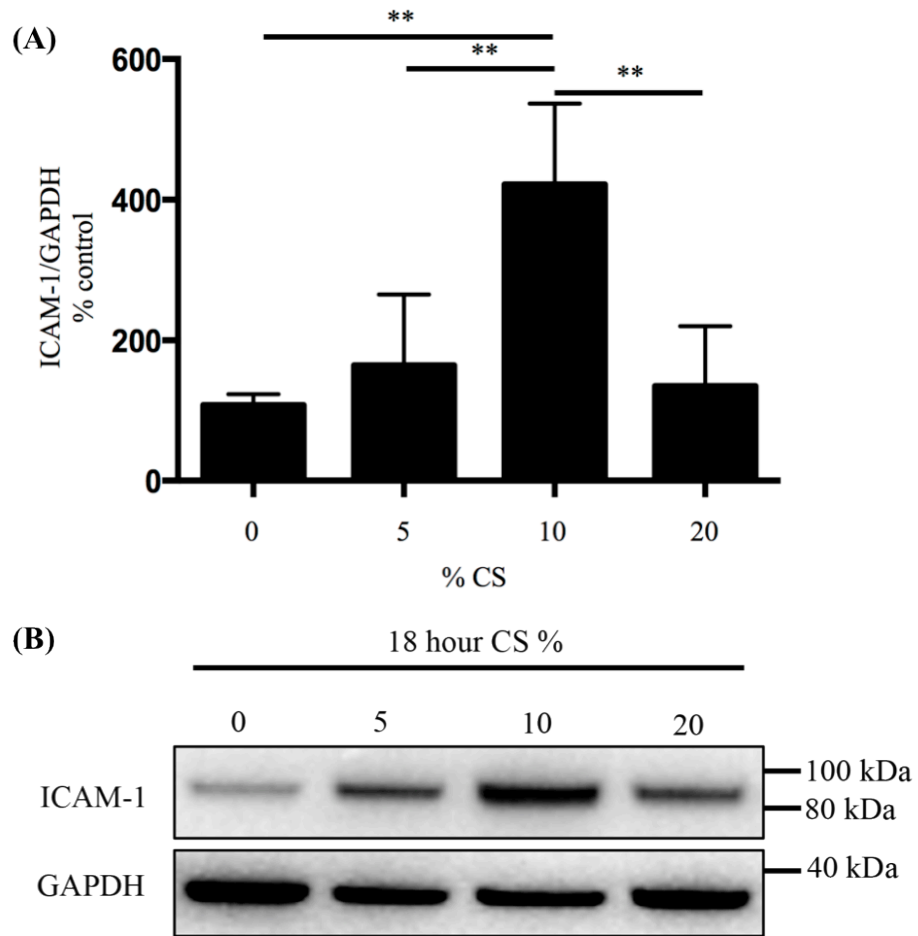 (A)
**
**
**
600
400
200
0
ICAM-1/GAPDH
% control
0 5 10 20
% CS
(B)
18 hour CS %
0 5 10 20
ICAM-1
100 kDa
80 kDa
GAPDH
40 kDa